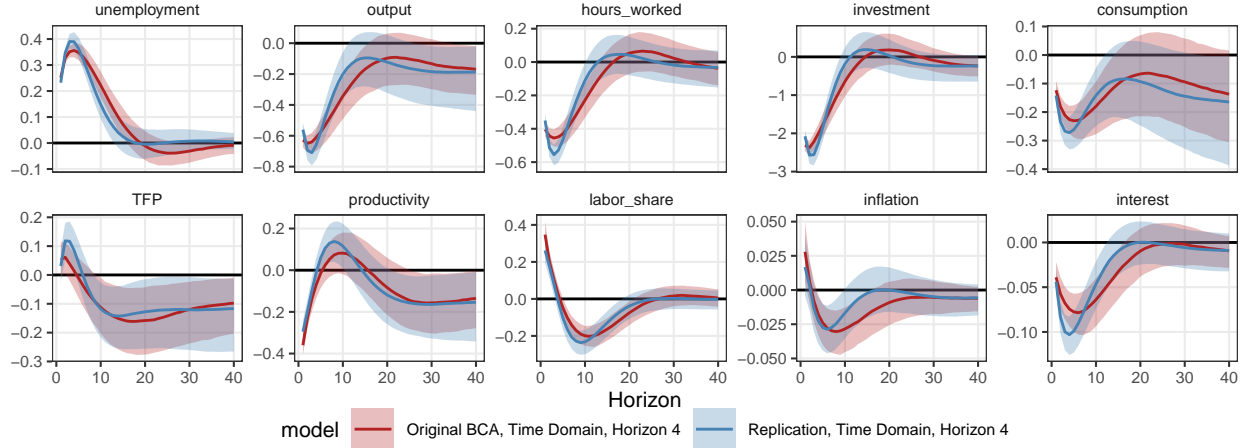 unemployment
output
hours_worked
investment
consumption
0.4
0.3
0.2
0.1
0.0
−0.1
0.0
−0.2
−0.4
−0.6
−0.8
0.2
0.0
−0.2
−0.4
−0.6
1
0
−1
−2
−3
0.1
0.0
−0.1
−0.2
−0.3
−0.4
TFP
productivity
labor_share
inflation
interest
0.2
0.1
0.0
−0.1
−0.2
−0.3
0.2
0.0
−0.2
−0.4
0.4
0.2
0.0
−0.2
0.050
0.025
0.000
−0.025
−0.050
0.00
−0.05
−0.10
0 10 20 30 40
0 10 20 30 40
0 10 20 30 40
0 10 20 30 40
0 10 20 30 40
Horizon
model
Original BCA, Time Domain, Horizon 4
Replication, Time Domain, Horizon 4